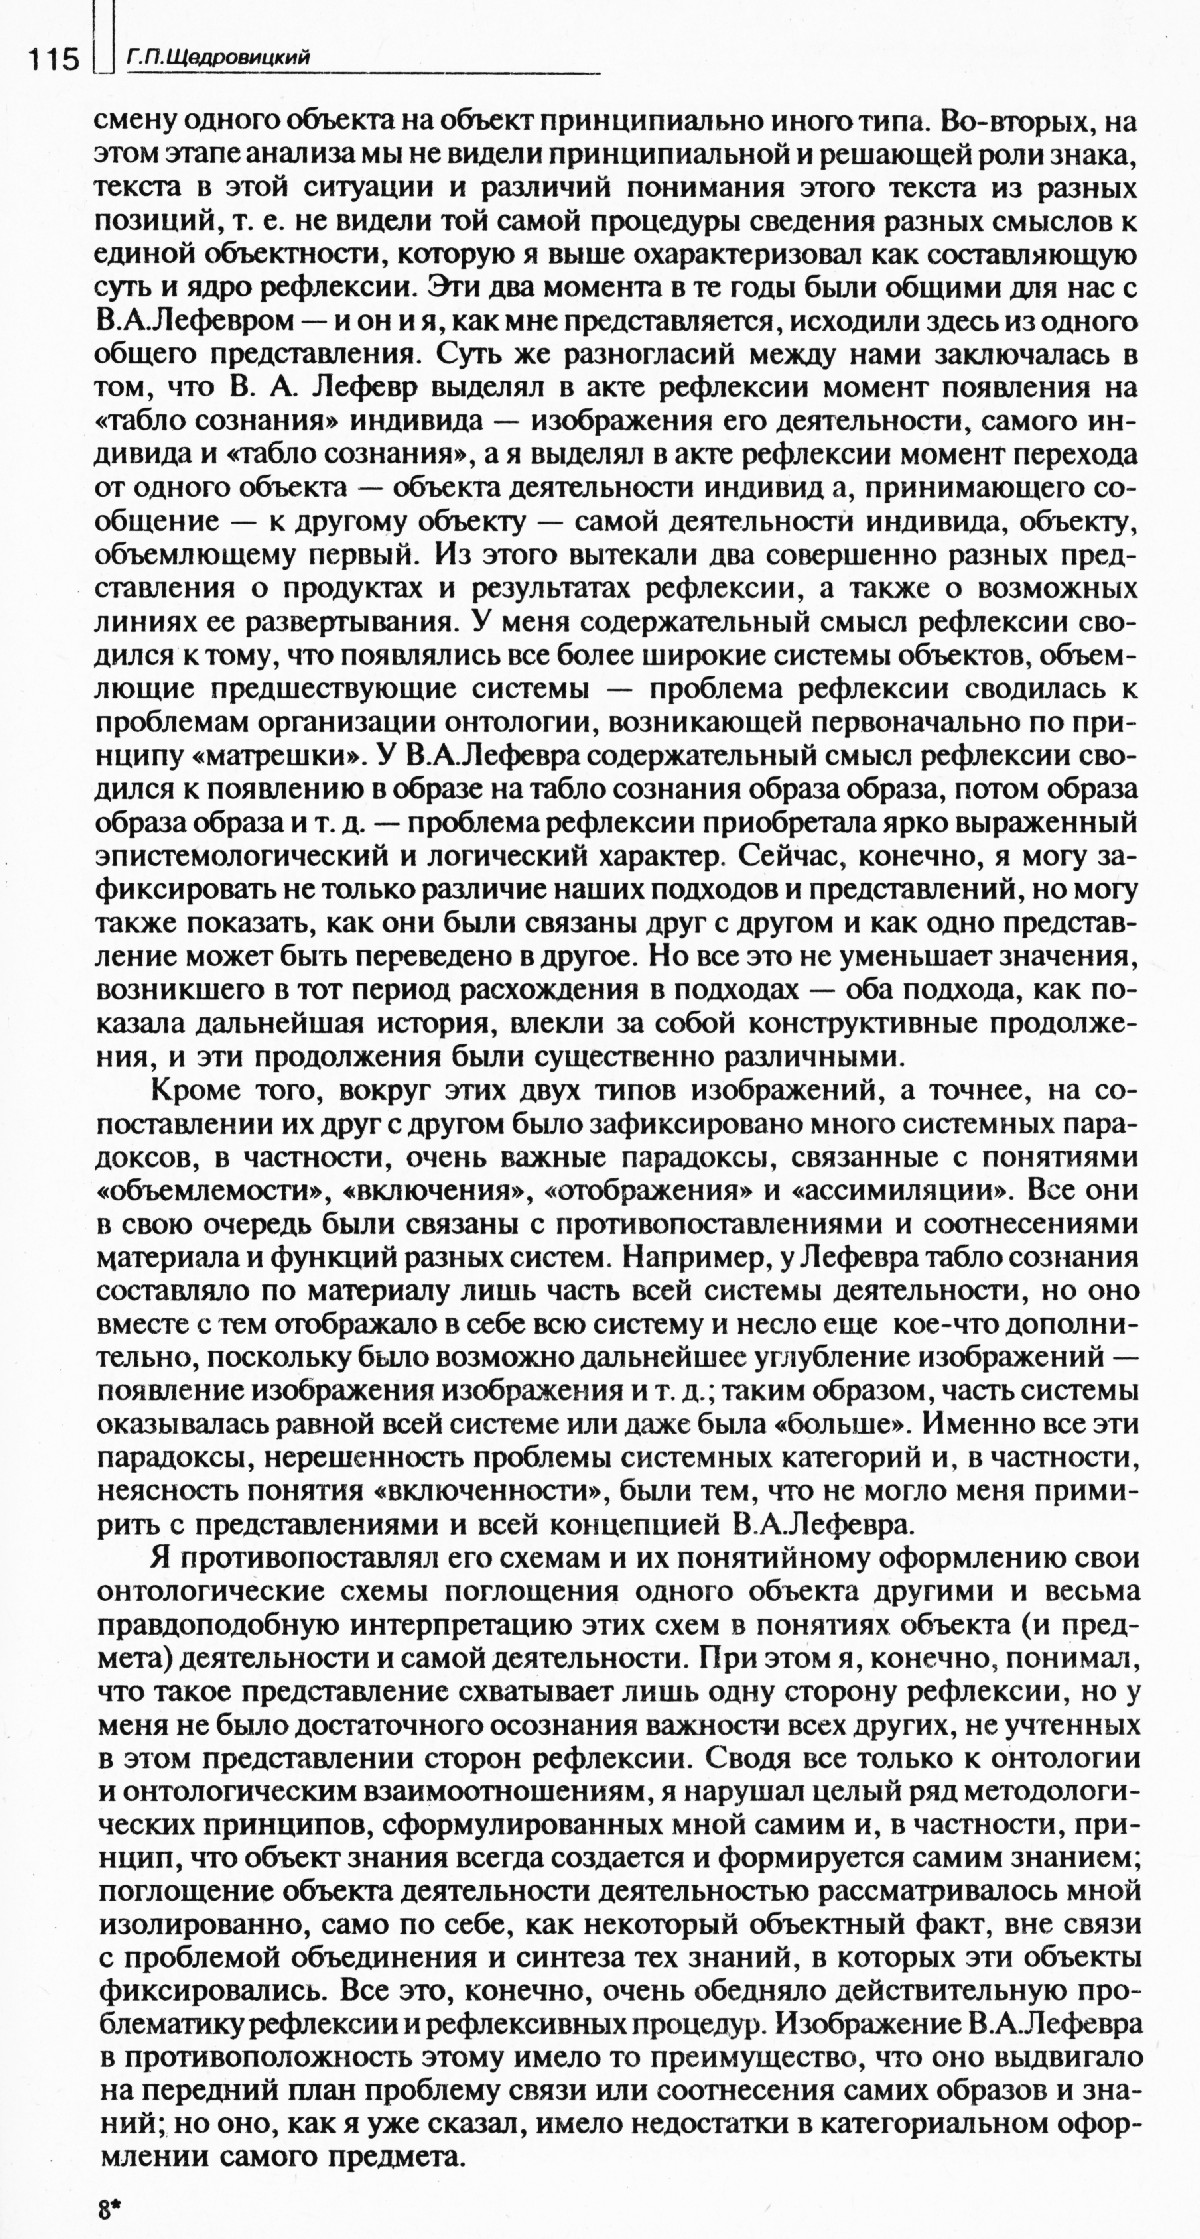 115 Г.П.Щедровицкий
смену одного объекта на объект принципиально иного типа. Во-вторых, на
этом этапе анализа мы не видели принципиальной и решающей роли знака,
текста в этой ситуации и различий понимания этого текста из разных
позиций, т. е. не видели той самой процедуры сведения разных смыслов к
единой объектности, которую я выше охарактеризовал как составляющую
суть и ядро рефлексии. Эти два момента в те годы были общими для нас с
В.А.Лефевром — и он и я, как мне представляется, исходили здесь из одного
общего представления. Суть же разногласий между нами заключалась в
том, что В. А. Лефевр выделял в акте рефлексии момент появления на
«табло сознания» индивида — изображения его деятельности, самого ин-
дивида и «табло сознания», а я выделял в акте рефлексии момент перехода
от одного объекта — объекта деятельности индивид а, принимающего со-
общение — к другому объекту — самой деятельности индивида, объекту,
объемлющему первый. Из этого вытекали два совершенно разных пред-
ставления о продуктах и результатах рефлексии, а также о возможных
линиях ее развертывания. У меня содержательный смысл рефлексии сво-
дился к тому, что появлялись все более широкие системы объектов, объем-
лющие предшествующие системы — проблема рефлексии сводилась к
проблемам организации онтологии, возникающей первоначально по при-
нципу «матрешки». У В.А.Лефевра содержательный смысл рефлексии сво-
дился к появлению в образе на табло сознания образа образа, потом образа
образа образа и т. д. — проблема рефлексии приобретала ярко выраженный
эпистемологический и логический характер. Сейчас, конечно, я могу за-
фиксировать не только различие наших подходов и представлений, но могу
также показать, как они были связаны друг с другом и как одно представ-
ление может быть переведено в другое. Но все это не уменьшает значения,
возникшего в тот период расхождения в подходах — оба подхода, как по-
казала дальнейшая история, влекли за собой конструктивные продолже-
ния, и эти продолжения были существенно различными.
Кроме того, вокруг этих двух типов изображений, а точнее, на со-
поставлении их друг с другом было зафиксировано много системных пара-
доксов, в частности, очень важные парадоксы, связанные с понятиями
«объемлемости», «включения», «отображения» и «ассимиляции». Все они
в свою очередь были связаны с противопоставлениями и соотнесениями
материала и функций разных систем. Например, у Лефевра табло сознания
составляло по материалу лишь часть всей системы деятельности, но оно
вместе с тем отображало в себе всю систему и несло еще кое-что дополни-
тельно, поскольку было возможно дальнейшее углубление изображений —
появление изображения изображения и т. д.; таким образом, часть системы
оказывалась равной всей системе или даже была «больше». Именно все эти
парадоксы, нерешенность проблемы системных категорий и, в частности,
неясность понятия «включенности», были тем, что не могло меня прими-
рить с представлениями и всей концепцией В.А.Лефевра.
Я противопоставлял его схемам и их понятийному оформлению свои
онтологические схемы поглощения одного объекта другими и весьма
правдоподобную интерпретацию этих схем в понятиях объекта (и пред-
мета) деятельности и самой деятельности. При этом я, конечно, понимал,
что такое представление схватывает лишь одну сторону рефлексии, но у
меня не было достаточного осознания важности всех других, не учтенных
в этом представлении сторон рефлексии. Сводя все только к онтологии
и онтологическим взаимоотношениям, я нарушал целый ряд методологи-
ческих принципов, сформулированных мной самим и, в частности, при-
нцип, что объект знания всегда создается и формируется самим знанием;
поглощение объекта деятельности деятельностью рассматривалось мной
изолированно, само по себе, как некоторый объектный факт, вне связи
с проблемой объединения и синтеза тех знаний, в которых эти объекты
фиксировались. Все это, конечно, очень обедняло действительную про-
блематику рефлексии и рефлексивных процедур. Изображение В.А.Лефевра
в противоположность этому имело то преимущество, что оно выдвигало
на передний план проблему связи или соотнесения самих образов и зна-
ний; но оно, как я уже сказал, имело недостатки в категориальном офор-
млении самого предмета.
8*